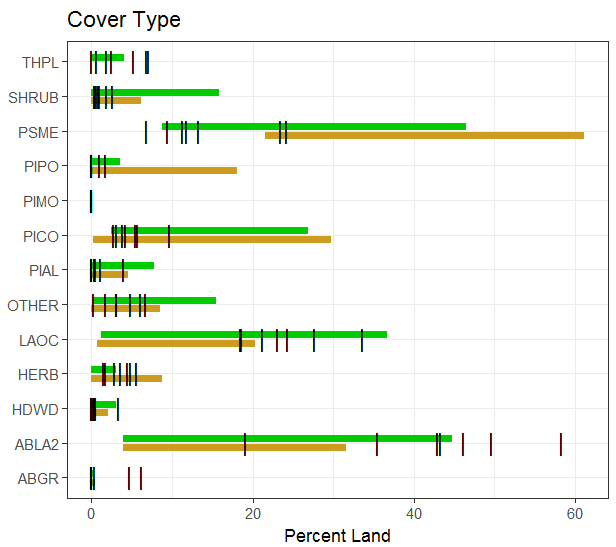 Cover Type
THPL
SHRUB
PSME
PIPO
PIMO
PICO
PIAL
OTHER
LAOC
HERB
HDWD
ABLA2
ABGR
0 20 40 60
Percent Land